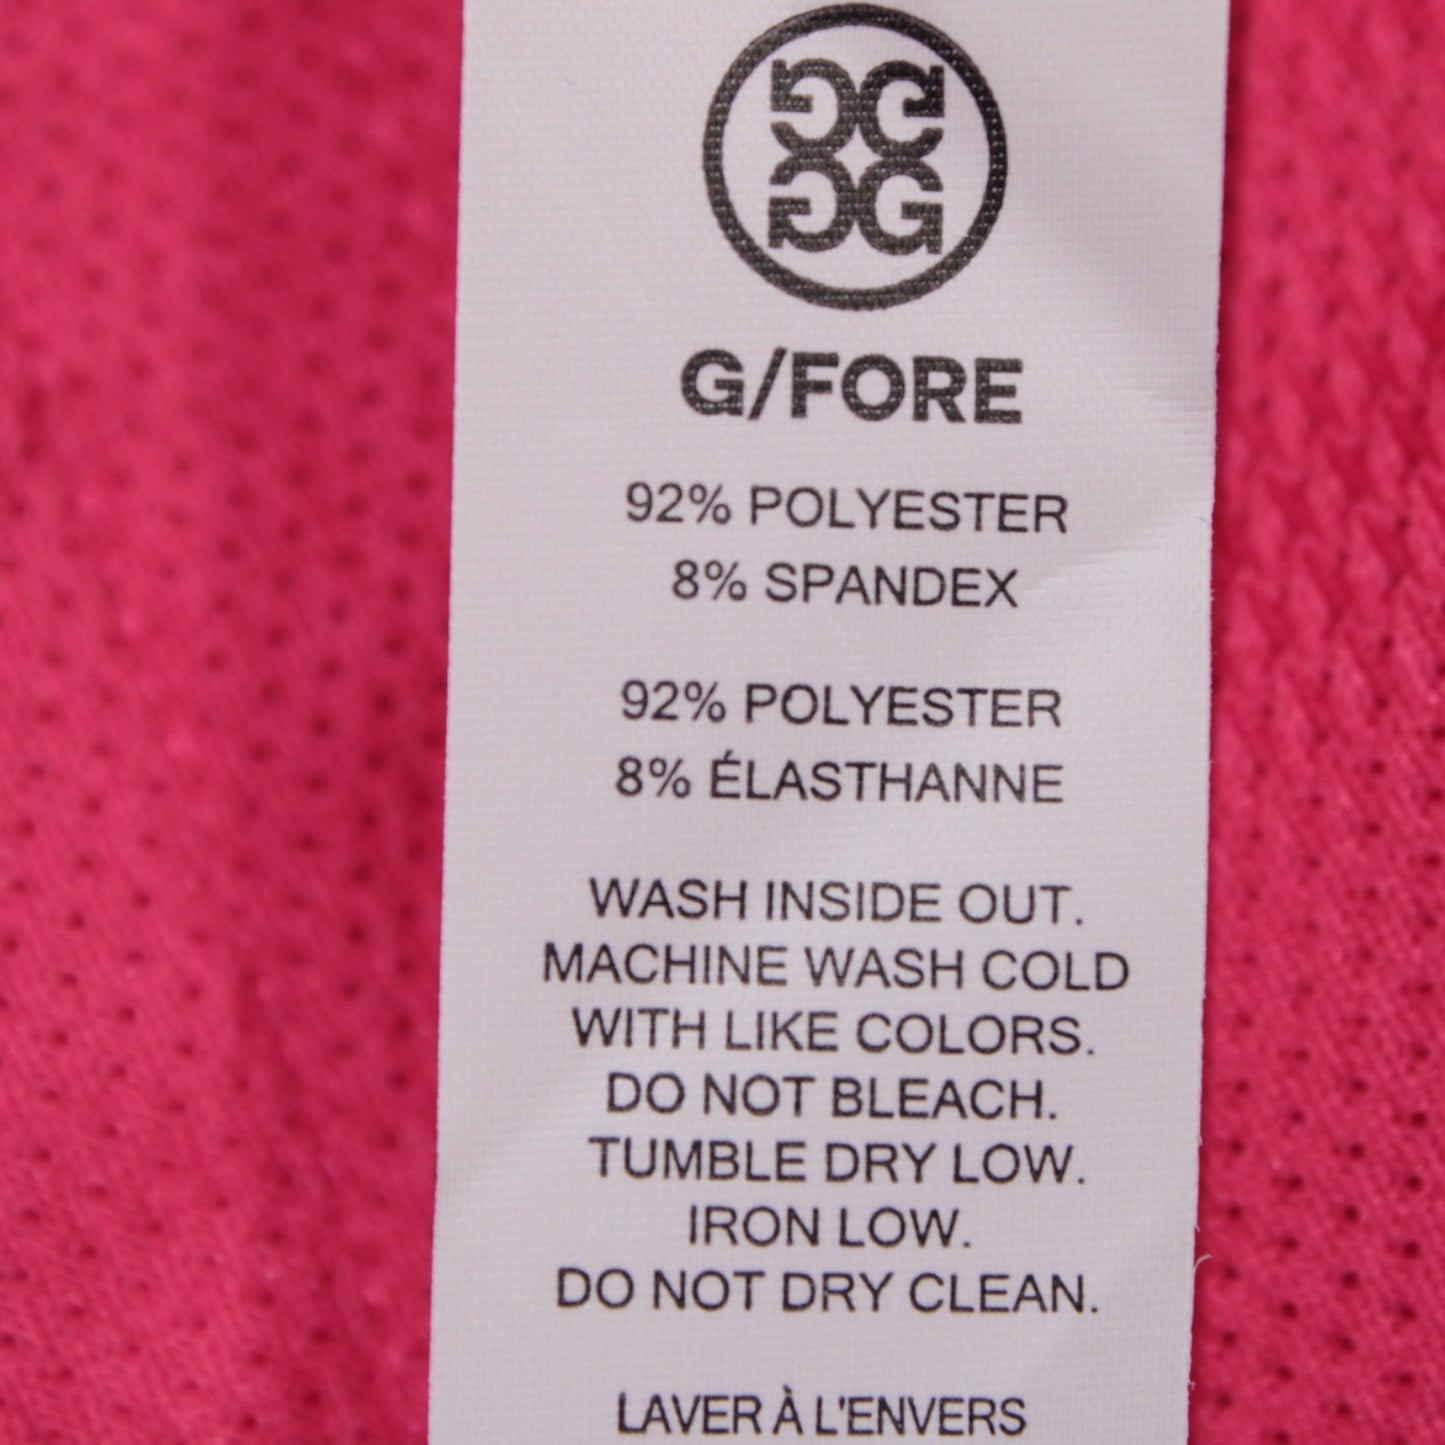 G/FORE
92% POLYESTER
8% SPANDEX
92% POLYESTER
8% ÉLASTHANNE
WASH INSIDE OUT.
MACHINE WASH COLD
WITH LIKE COLORS.
DO NOT BLEACH.
TUMBLE DRY LOW.
IRON LOW.
DO NOT DRY CLEAN.
LAVER À L'ENVERS